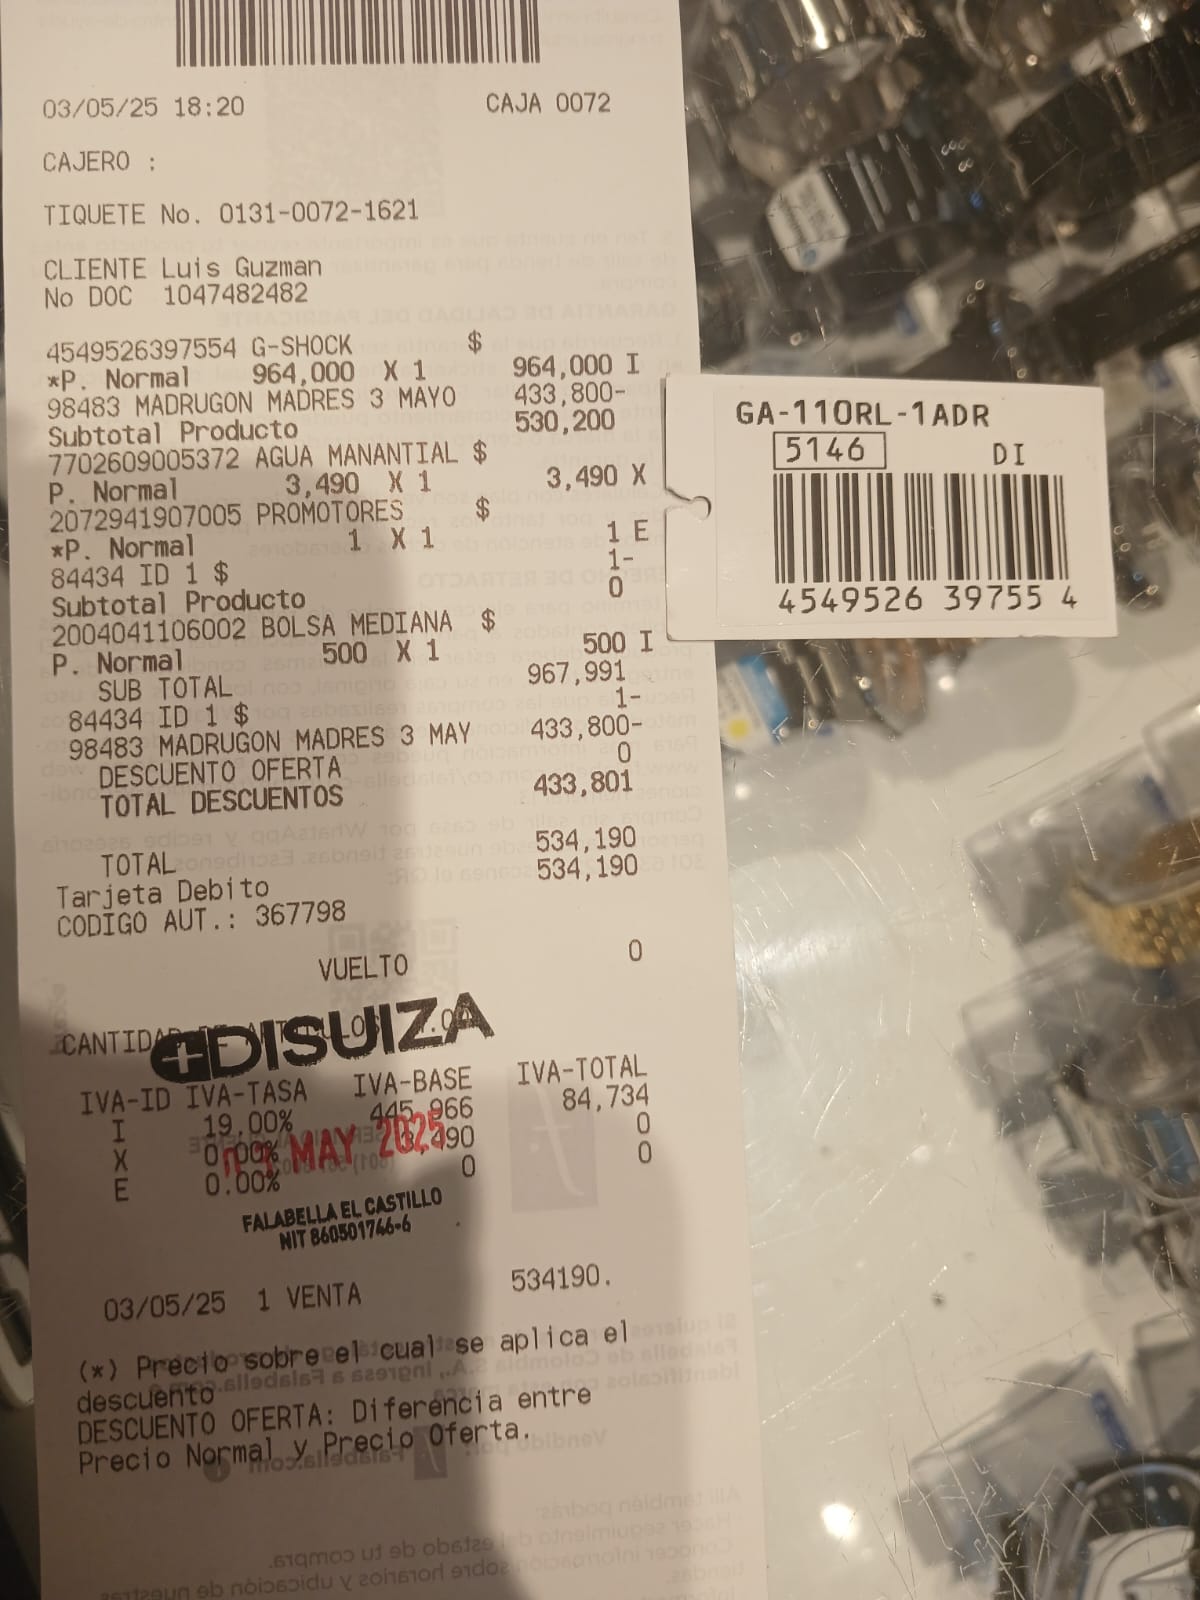 03/05/25 18:20 CAJA 0072
CAJERO :
TIQUETE No. 0131-0072-1621
CLIENTE Luis Guzman
No DOC 1047482482
4549526397554 G-SHOCK $
*P. Normal 964,000 X 1 964,000 I
98483 MADRUGON MADRES 3 MAYO 433,800-
Subtotal Producto 530,200
7702609005372 AGUA MANANTIAL $
P. Normal 3,490 X 1 3,490 X
2072941907005 PROMOTORES $
*P. Normal 1 X 1 1 E
84434 ID 1 $ 1-
Subtotal Producto 0
2004041106002 BOLSA MEDIANA $
P. Normal 500 X 1 500 I
SUB TOTAL 967,991
84434 ID 1 $ 1-
98483 MADRUGON MADRES 3 MAY 433,800-
DESCUENTO OFERTA 0
TOTAL DESCUENTOS 433,801
TOTAL 534,190
Tarjeta Debito 534,190
CODIGO AUT.: 367798
VUELTO 0
DISUIZA
IVA-ID IVA-TASA IVA-BASE IVA-TOTAL
I 19.00% 445,966 84,734
X 0.00% 3,490 0
E 0.00% 0 0
MAY 2025
FALABELLA EL CASTILLO
NIT 860501746-6
03/05/25 1 VENTA 534190.
(*) Precio sobre el cual se aplica el
descuento
DESCUENTO OFERTA: Diferencia entre
Precio Normal y Precio Oferta.
GA-110RL-1ADR
5146 DI
4549526 39755 4